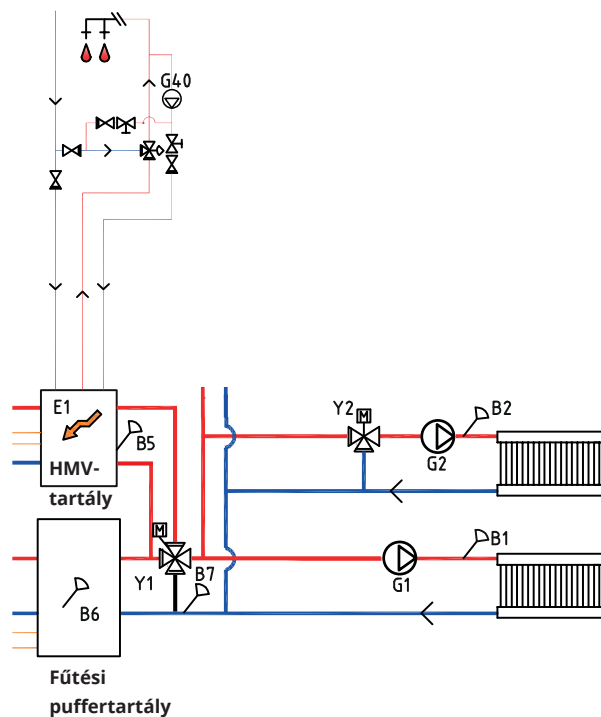 G40
E1
B5
HMV-
tartály
Y2
M
B2
G2
M
Y1
B7
B1
G1
B6
Fűtési
puffertartály